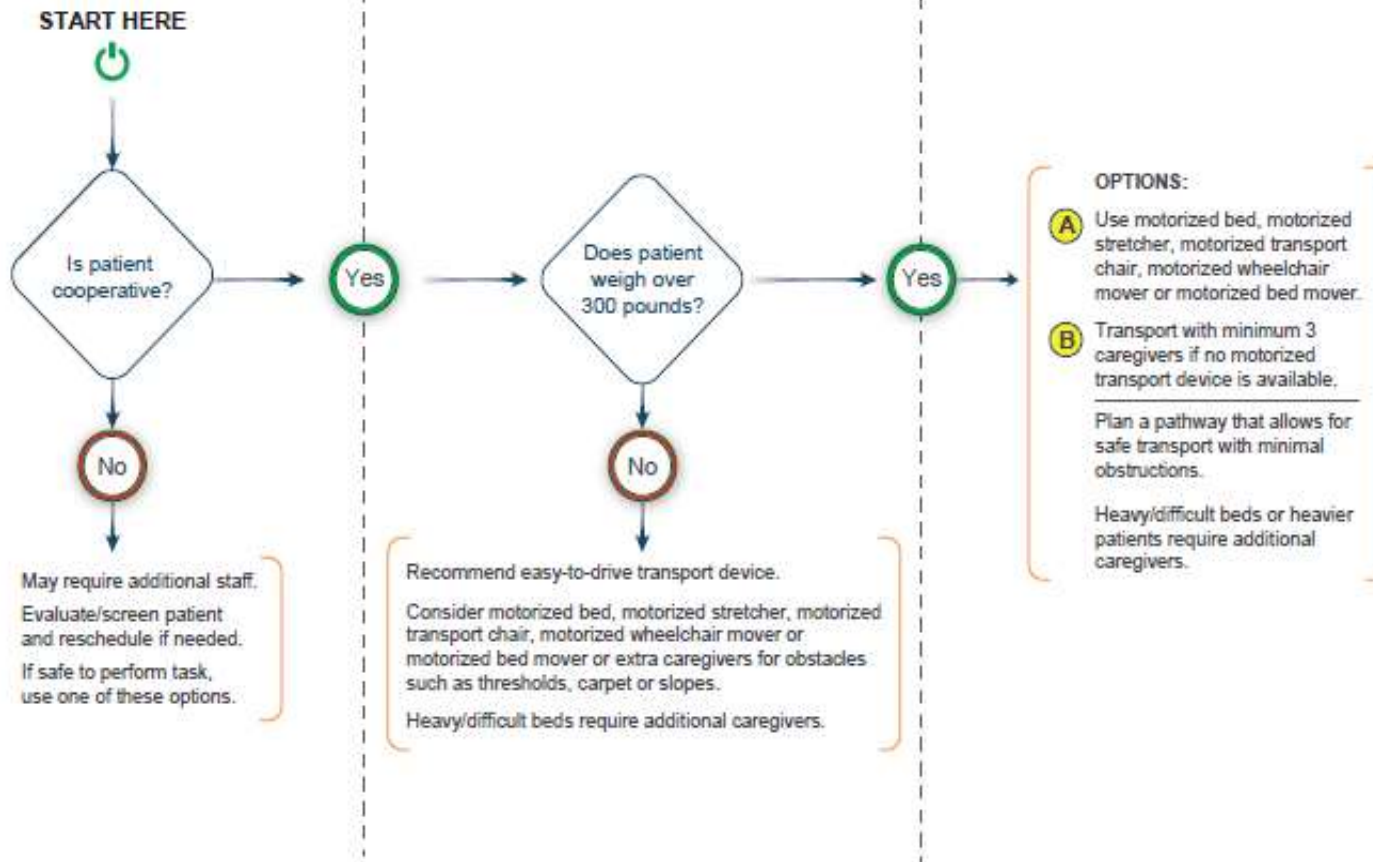 START HERE
Is patient
cooperative?
Yes
Does patient
weigh over
300 pounds?
Yes
No
May require additional staff.
Evaluate/screen patient
and reschedule if needed.
If safe to perform task,
use one of these options.
No
Recommend easy-to-drive transport device.
Consider motorized bed, motorized stretcher, motorized
transport chair, motorized wheelchair mover or
motorized bed mover or extra caregivers for obstacles
such as thresholds, carpet or slopes.
Heavy/difficult beds require additional caregivers.
OPTIONS:
A Use motorized bed, motorized
stretcher, motorized transport
chair, motorized wheelchair
mover or motorized bed mover.
B Transport with minimum 3
caregivers if no motorized
transport device is available.
Plan a pathway that allows for
safe transport with minimal
obstructions.
Heavy/difficult beds or heavier
patients require additional
caregivers.